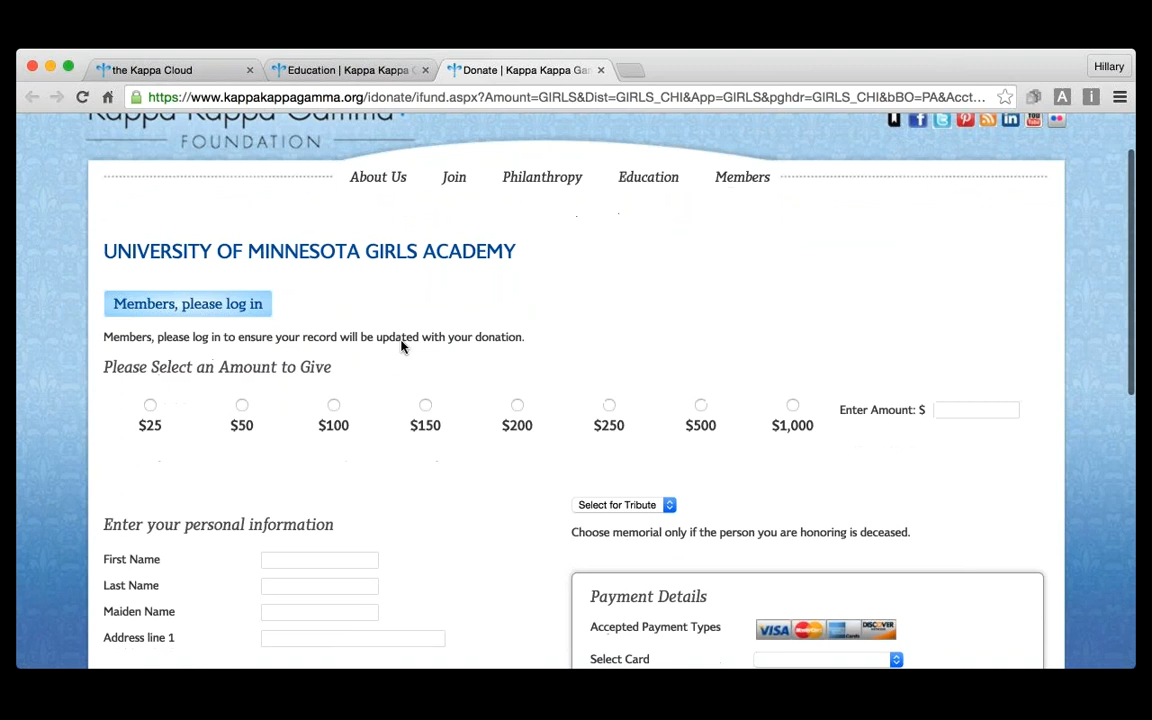 Hillary
the Kappa Cloud
Education | Kappa Kappa
Donate | Kappa Kappa Ga
https://www.kappakappagamma.org/idonate/ifund.aspx?Amount=GIRLS&Dist=GIRLS_CHI&App=GIRLS&pghdr=GIRLS_CHI&bBO=PA&Acct...
Kappa Kappa Gamma
FOUNDATION
About Us Join Philanthropy Education Members
UNIVERSITY OF MINNESOTA GIRLS ACADEMY
Members, please log in
Members, please log in to ensure your record will be updated with your donation.
Please Select an Amount to Give
$25 $50 $100 $150 $200 $250 $500 $1,000 Enter Amount: $
Select for Tribute
Choose memorial only if the person you are honoring is deceased.
Enter your personal information
First Name
Last Name
Maiden Name
Address line 1
Payment Details
Accepted Payment Types VISA DISCOVER
Select Card